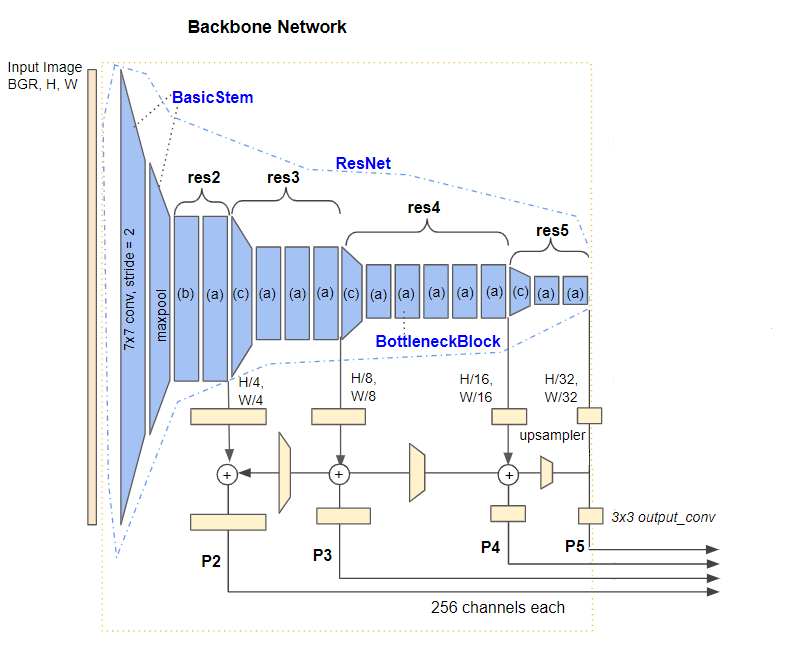 Backbone Network
Input Image
BGR, H, W
BasicStem
ResNet
res2
res3
res4
res5
7x7 conv, stride = 2
maxpool
(b)
(a)
(c)
(a)
(a)
(a)
(c)
(a)
(a)
(a)
(a)
(a)
(c)
(a)
(a)
BottleneckBlock
H/4,
W/4
H/8,
W/8
H/16,
W/16
H/32,
W/32
upsampler
+
+
+
3x3 output_conv
P2
P3
P4
P5
256 channels each